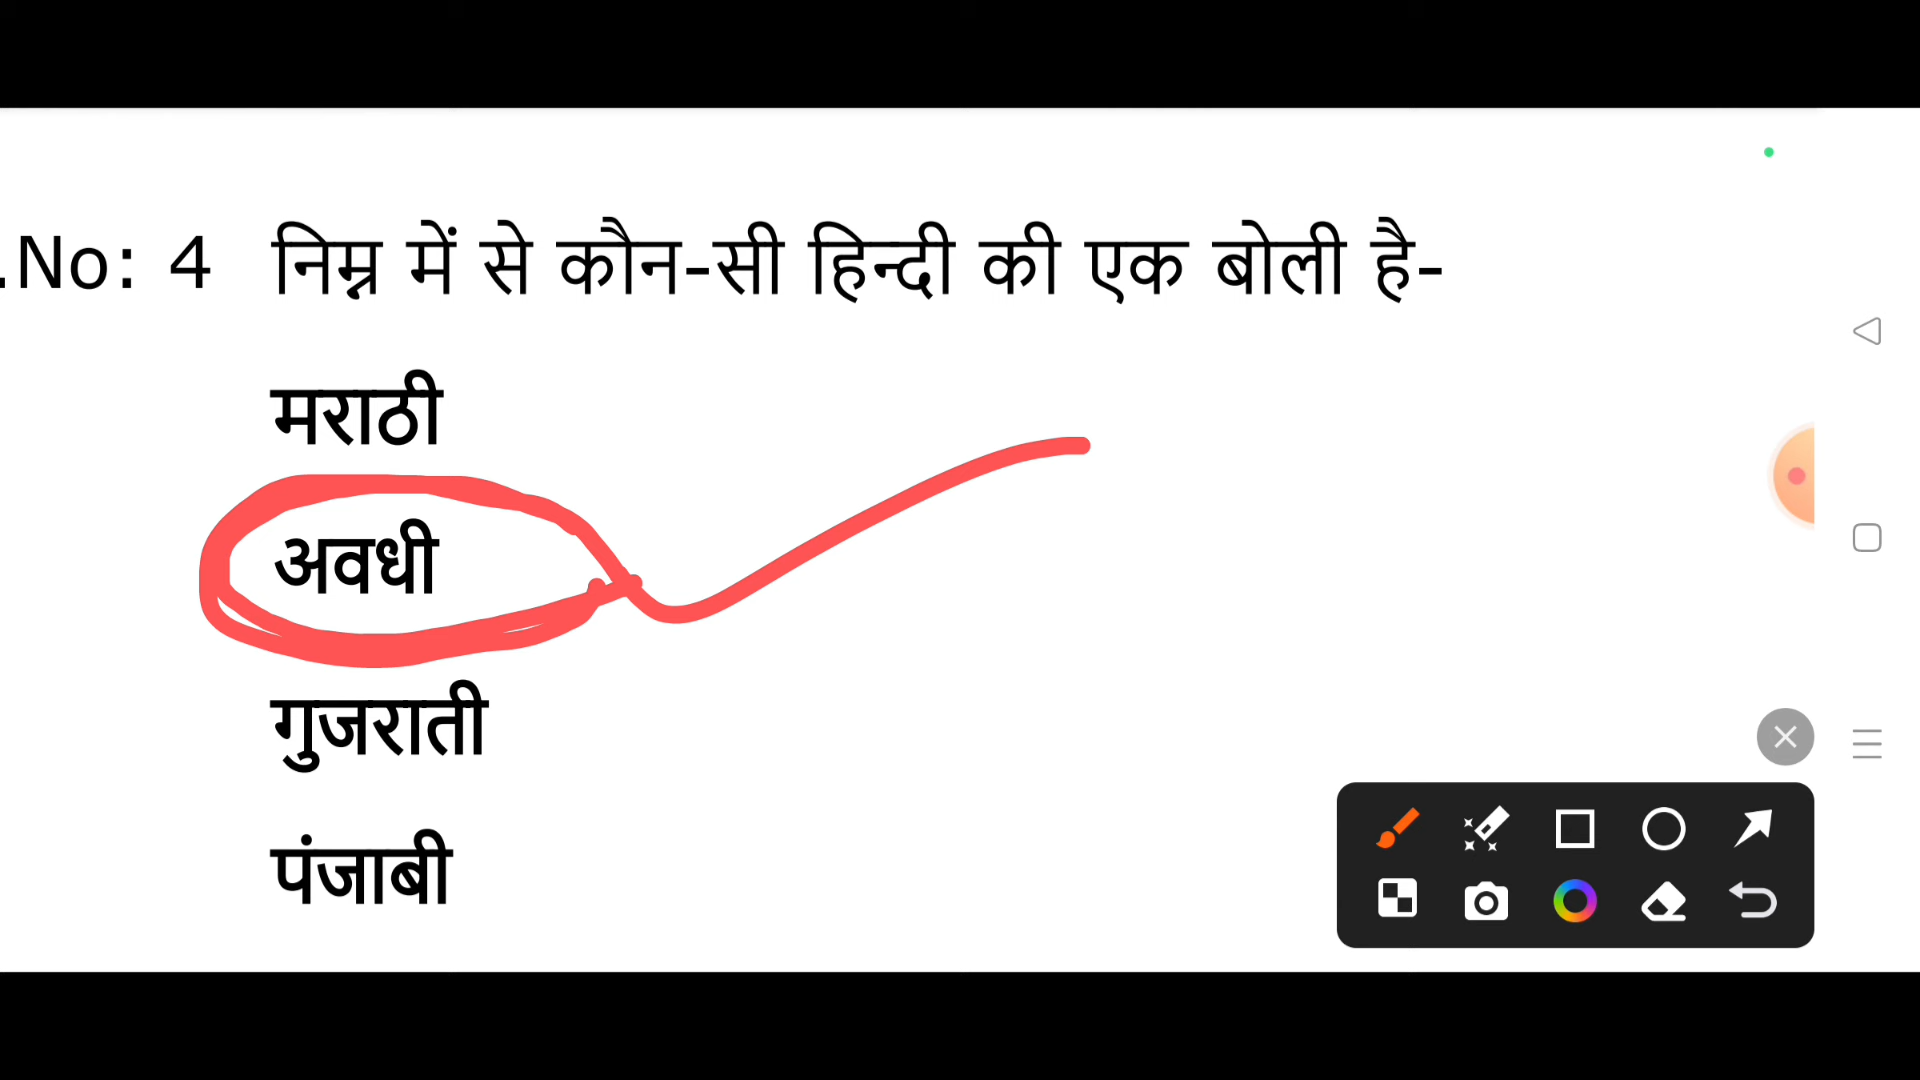 .No: 4 निम्न में से कौन-सी हिन्दी की एक बोली है-
मराठी
अवधी
गुजराती
पंजाबी